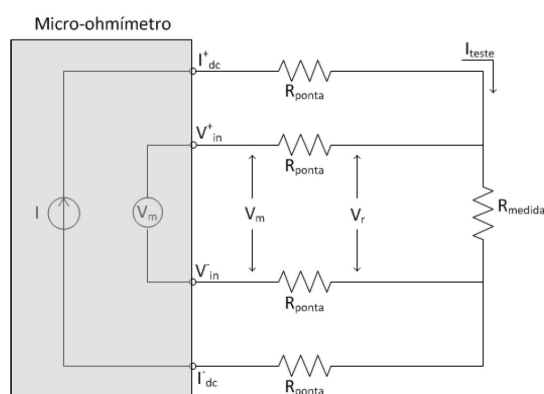 Micro-ohmímetro
I⁺dc
Rponta
Iteste
V⁺in
Rponta
I
Vm
Vm
Vr
Rmedida
V⁻in
Rponta
I⁻dc
Rponta